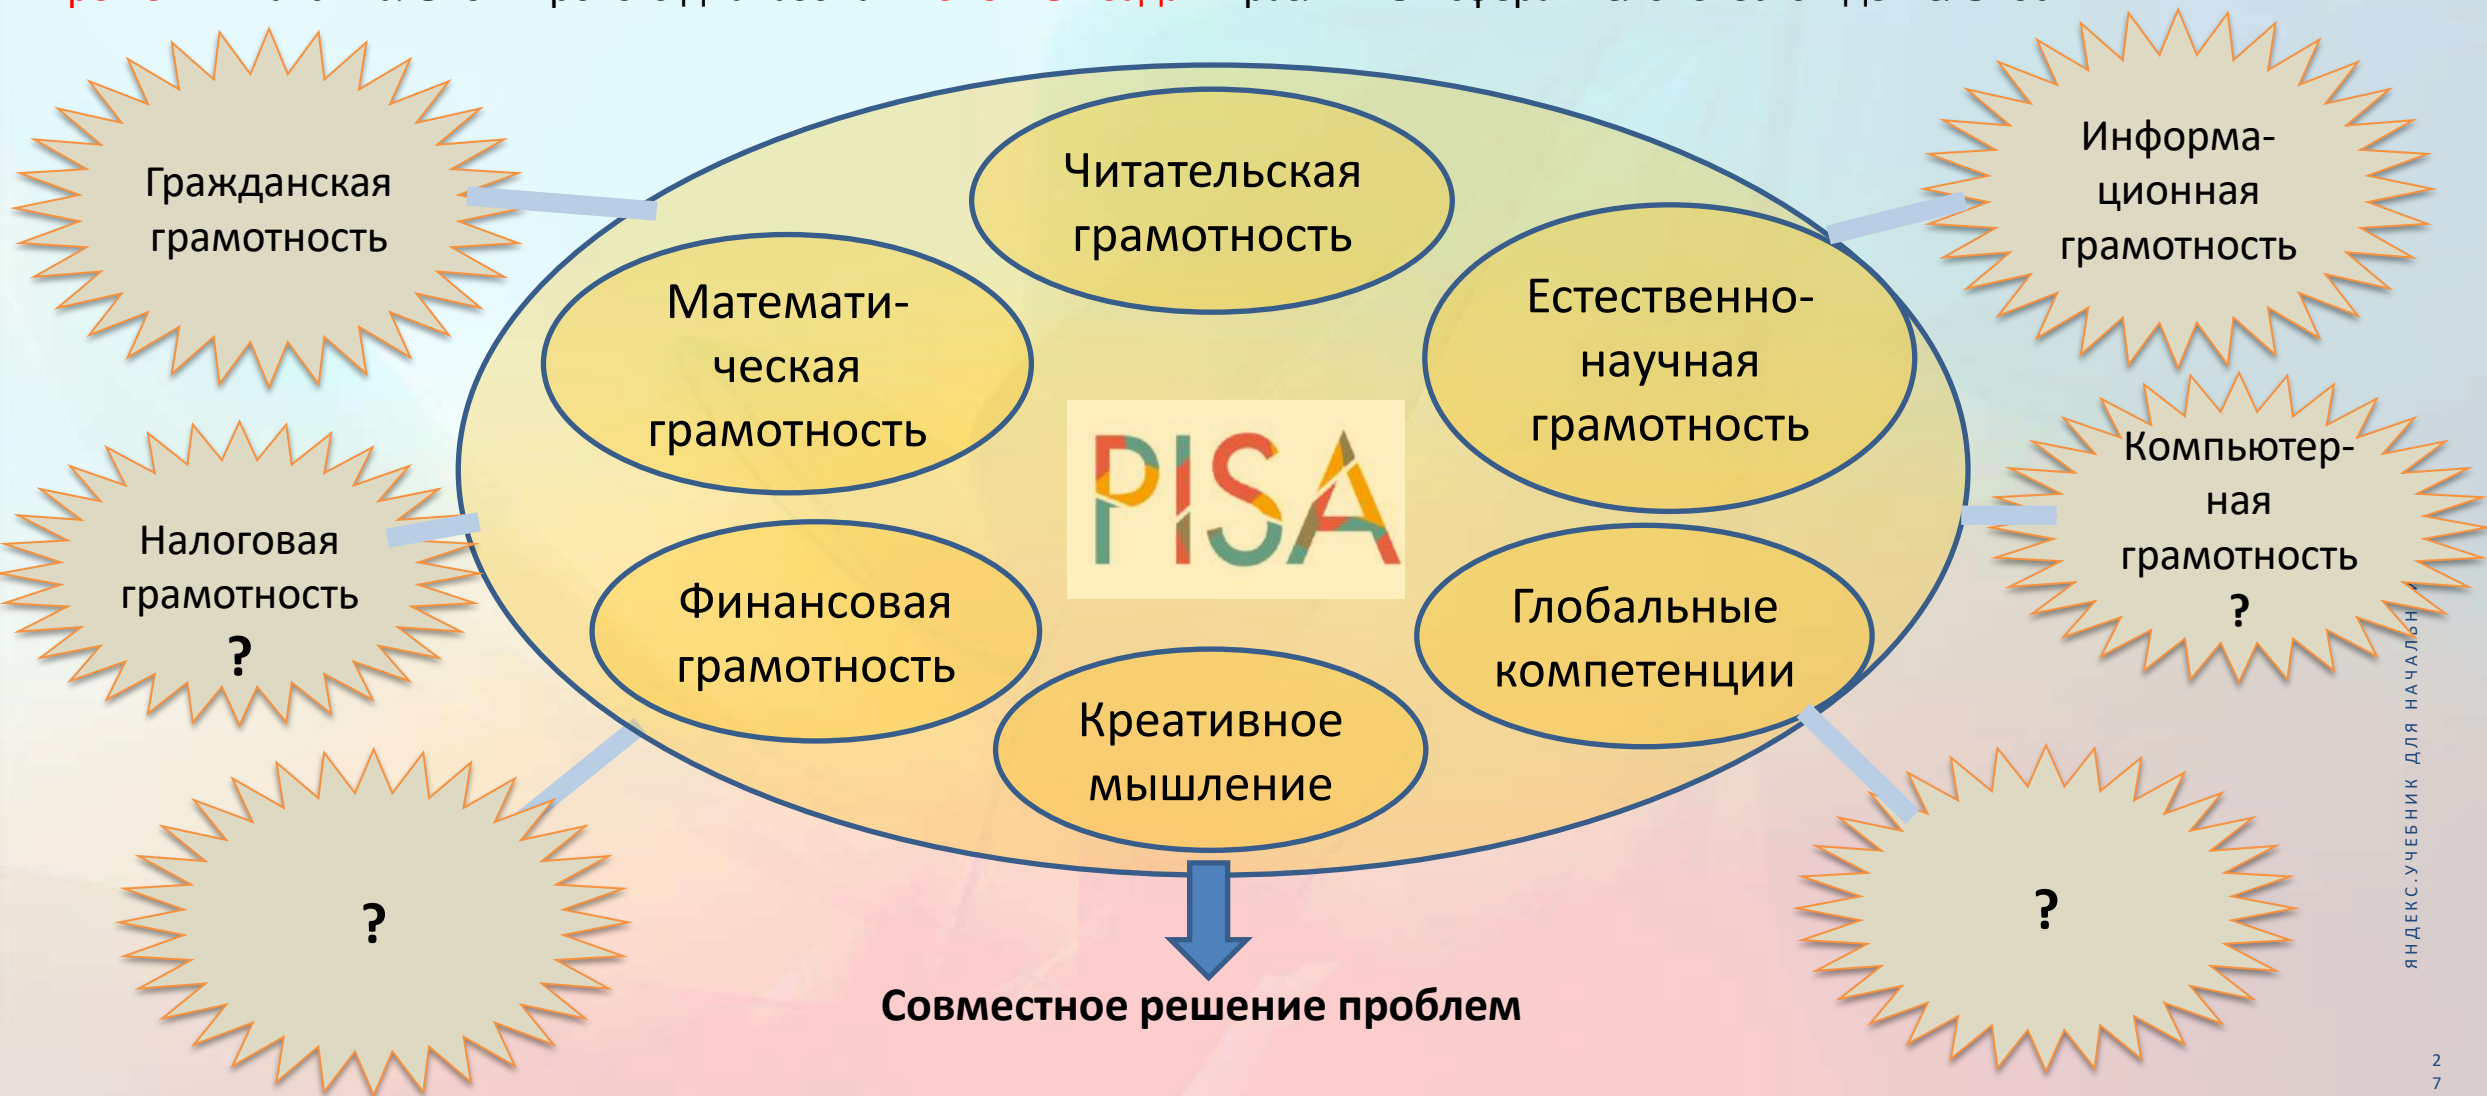 Гражданская
грамотность
Читательская
грамотность
Информа-
ционная
грамотность
Математи-
ческая
грамотность
Естественно-
научная
грамотность
PISA
Налоговая
грамотность
?
Компьютер-
ная
грамотность
?
Финансовая
грамотность
Глобальные
компетенции
Креативное
мышление
?
?
Совместное решение проблем
ЯНДЕКС.УЧЕБНИК ДЛЯ
2
7